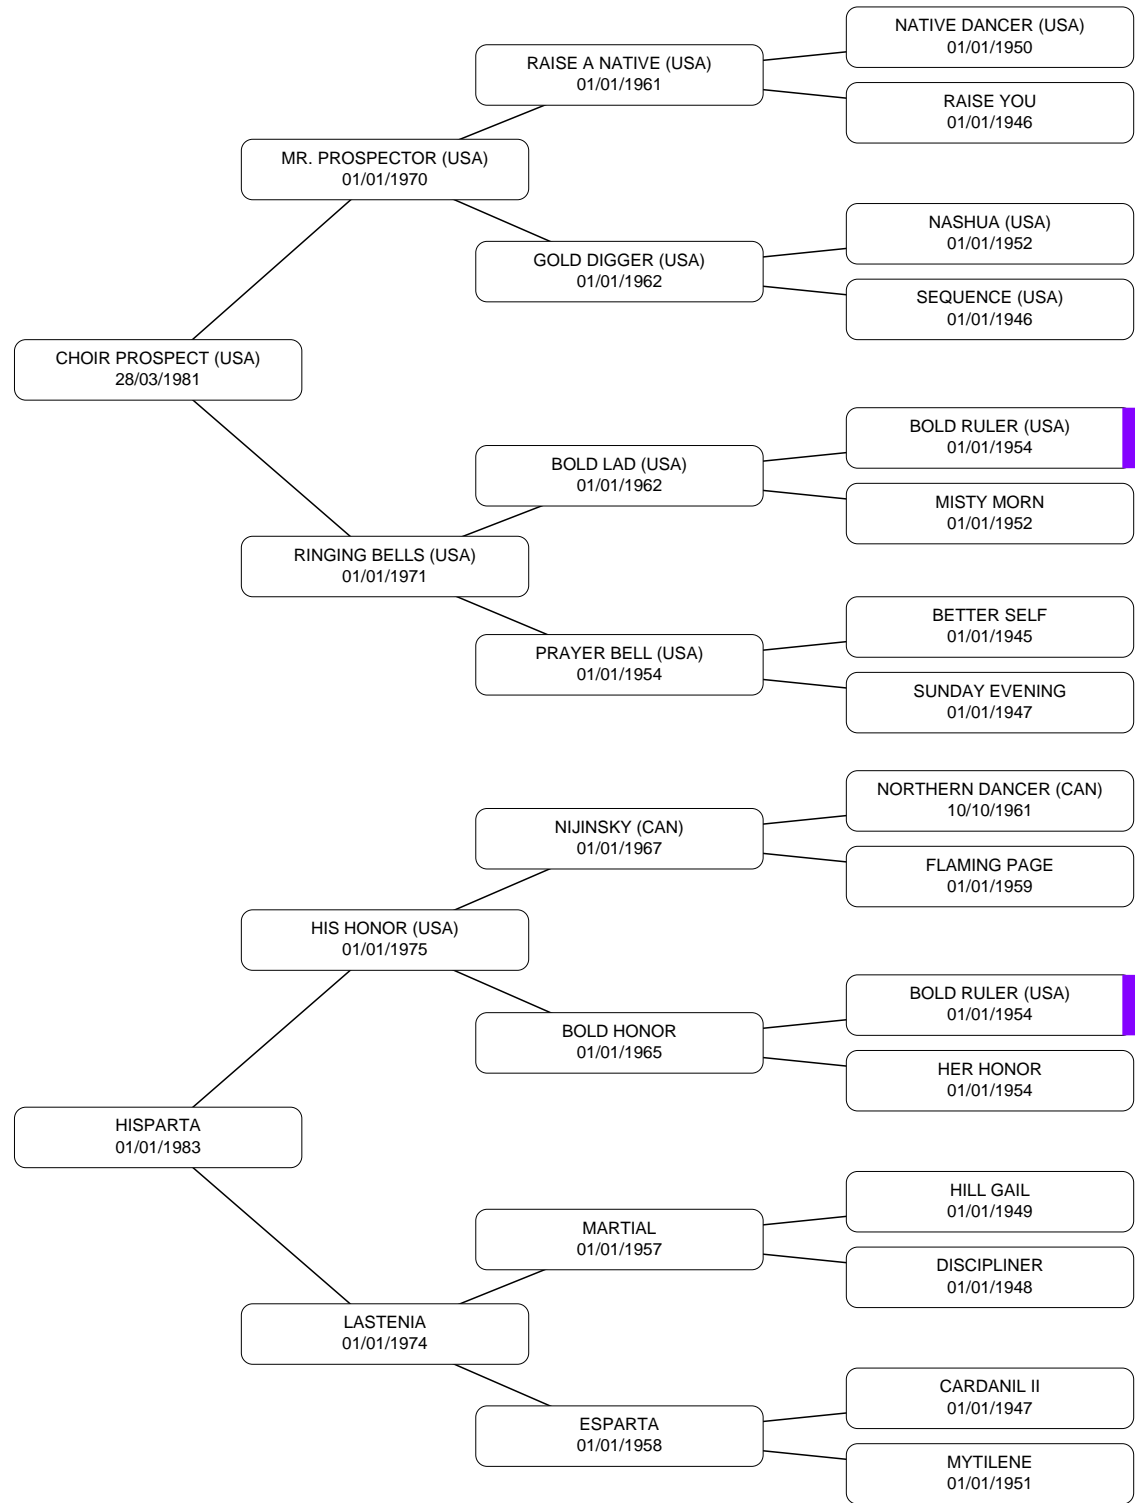 NATIVE DANCER (USA)
01/01/1950
RAISE A NATIVE (USA)
01/01/1961
RAISE YOU
01/01/1946
MR. PROSPECTOR (USA)
01/01/1970
NASHUA (USA)
01/01/1952
GOLD DIGGER (USA)
01/01/1962
SEQUENCE (USA)
01/01/1946
CHOIR PROSPECT (USA)
28/03/1981
BOLD RULER (USA)
01/01/1954
BOLD LAD (USA)
01/01/1962
MISTY MORN
01/01/1952
RINGING BELLS (USA)
01/01/1971
BETTER SELF
01/01/1945
PRAYER BELL (USA)
01/01/1954
SUNDAY EVENING
01/01/1947
NORTHERN DANCER (CAN)
10/10/1961
NIJINSKY (CAN)
01/01/1967
FLAMING PAGE
01/01/1959
HIS HONOR (USA)
01/01/1975
BOLD RULER (USA)
01/01/1954
BOLD HONOR
01/01/1965
HER HONOR
01/01/1954
HISPARTA
01/01/1983
HILL GAIL
01/01/1949
MARTIAL
01/01/1957
DISCIPLINER
01/01/1948
LASTENIA
01/01/1974
CARDANIL II
01/01/1947
ESPARTA
01/01/1958
MYTILENE
01/01/1951